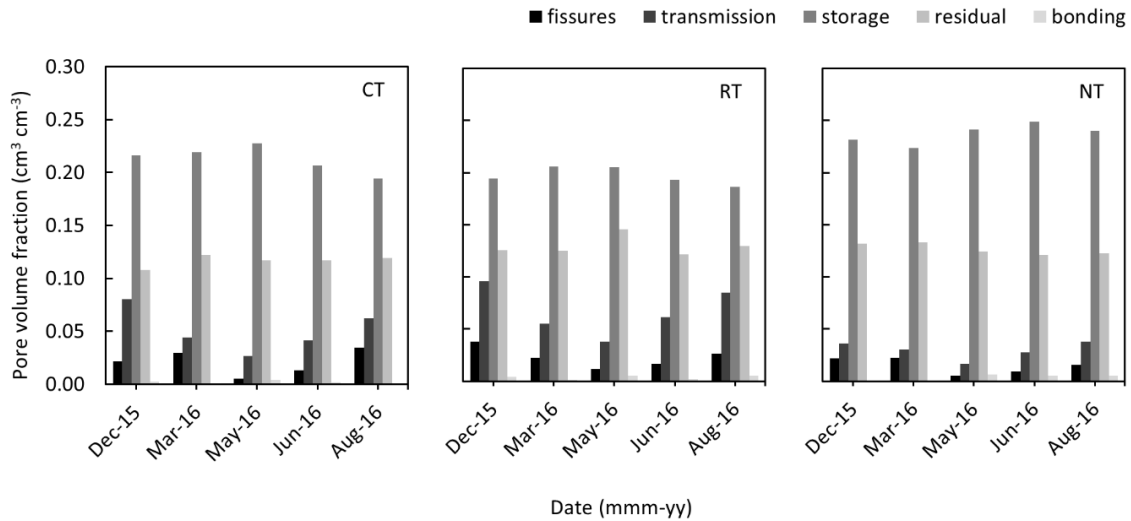 fissures transmission storage residual bonding
CT
RT
NT
Pore volume fraction (cm³ cm⁻³)
0.30
0.25
0.20
0.15
0.10
0.05
0.00
Dec-15 Mar-16 May-16 Jun-16 Aug-16
Dec-15 Mar-16 May-16 Jun-16 Aug-16
Dec-15 Mar-16 May-16 Jun-16 Aug-16
Date (mmm-yy)